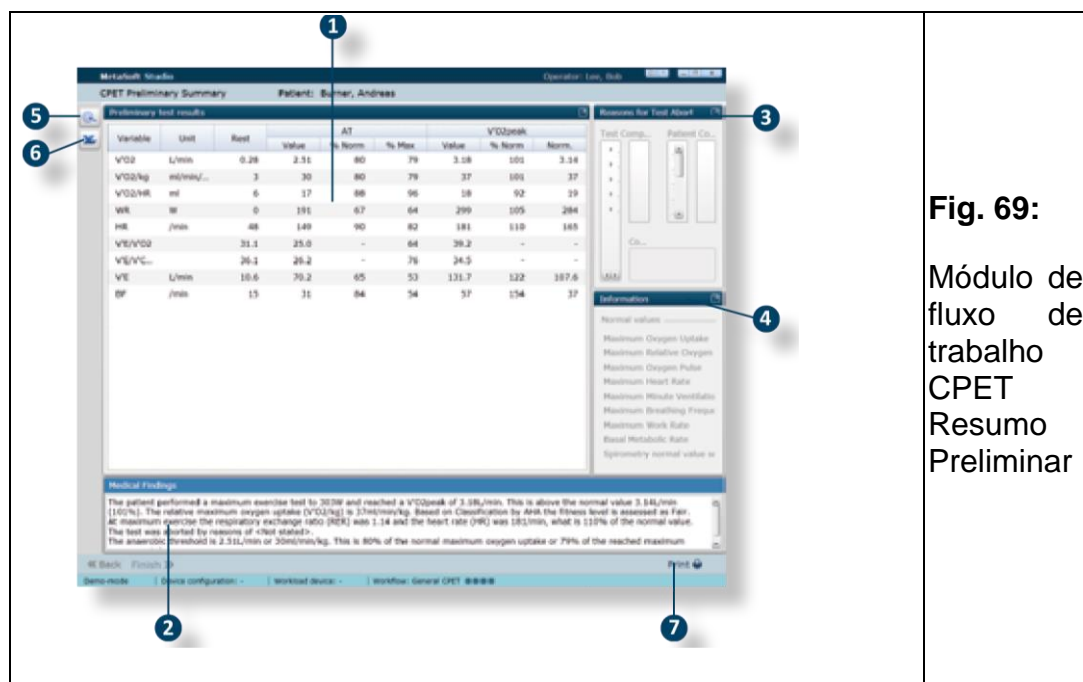 1
MetaSoft Studio Operator: Lee, Bob
CPET Preliminary Summary Patient: Burner, Andreas
5
Preliminary test results
Reasons for Test Abort
3
6
Variable Unit Rest AT V'O2peak
Value % Norm % Max Value % Norm Norm.
Test Comp... Patient Co...
V'O2 L/min 0.28 2.51 80 79 3.18 101 3.14
V'O2/kg ml/min/... 3 30 80 79 37 101 37
V'O2/HR ml 6 17 88 96 18 92 19
WR W 0 191 67 64 299 105 284
HR /min 48 149 90 82 181 110 165
V'E/V'O2 31.1 25.0 - 64 39.2 - -
V'E/V'C... 36.1 26.2 - 76 34.5 - -
V'E L/min 10.6 70.2 65 53 131.7 122 107.6
BF /min 15 31 84 54 57 154 37
Co...
Information
4
Normal values
Maximum Oxygen Uptake
Maximum Relative Oxygen
Maximum Oxygen Pulse
Maximum Heart Rate
Maximum Minute Ventilatio
Maximum Breathing Freque
Maximum Work Rate
Basal Metabolic Rate
Spirometry normal value w
Medical Findings
The patient performed a maximum exercise test to 303W and reached a V'O2peak of 3.18L/min. This is above the normal value 3.14L/min
(101%). The relative maximum oxygen uptake (V'O2/kg) is 37ml/min/kg. Based on Classification by AHA the fitness level is assessed as Fair.
At maximum exercise the respiratory exchange ratio (RER) was 1.14 and the heart rate (HR) was 181/min, what is 110% of the normal value.
The test was aborted by reasons of <Not stated>.
The anaerobic threshold is 2.51L/min or 30ml/min/kg. This is 80% of the normal maximum oxygen uptake or 79% of the reached maximum
Back Finish Print
Demo mode | Device configuration: - | Workload device: - | Workflow: General CPET
2
7
Fig. 69:
Módulo de
fluxo de
trabalho
CPET
Resumo
Preliminar